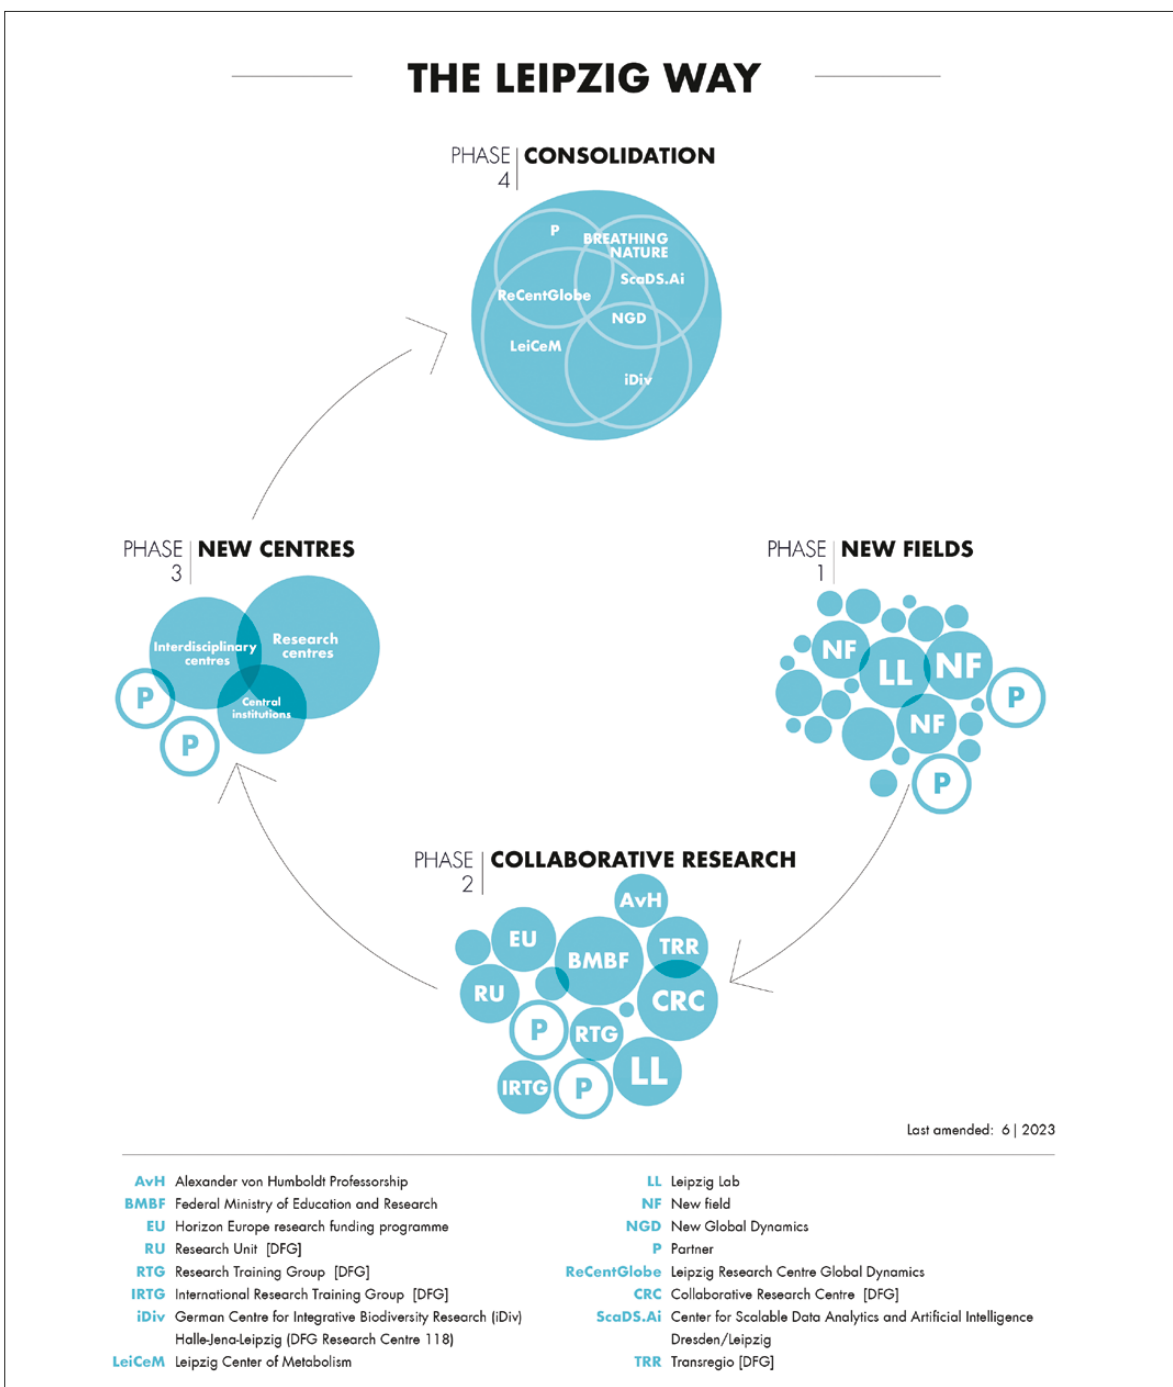 THE LEIPZIG WAY
PHASE 4 CONSOLIDATION
P
BREATHING
NATURE
ScaDS.Ai
ReCentGlobe
NGD
LeiCeM
iDiv
PHASE 3 NEW CENTRES
Interdisciplinary
centres
Research
centres
Central
institutions
P
P
PHASE 1 NEW FIELDS
NF
LL
NF
P
NF
P
PHASE 2 COLLABORATIVE RESEARCH
AvH
EU
BMBF
TRR
RU
CRC
P
RTG
LL
IRTG
P
Last amended: 6 | 2023
AvH Alexander von Humboldt Professorship
BMBF Federal Ministry of Education and Research
EU Horizon Europe research funding programme
RU Research Unit [DFG]
RTG Research Training Group [DFG]
IRTG International Research Training Group [DFG]
iDiv German Centre for Integrative Biodiversity Research (iDiv)
Halle-Jena-Leipzig (DFG Research Centre 118)
LeiCeM Leipzig Center of Metabolism
LL Leipzig Lab
NF New field
NGD New Global Dynamics
P Partner
ReCentGlobe Leipzig Research Centre Global Dynamics
CRC Collaborative Research Centre [DFG]
ScaDS.Ai Center for Scalable Data Analytics and Artificial Intelligence
Dresden/Leipzig
TRR Transregio [DFG]